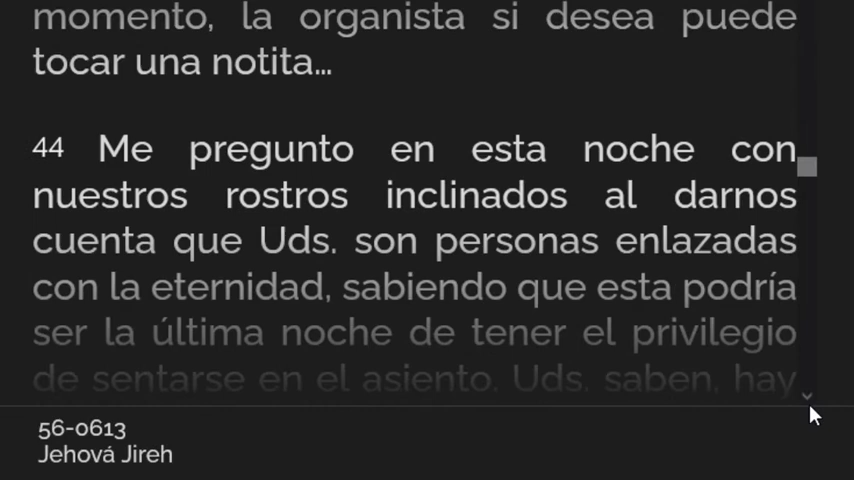 momento, la organista si desea puede
tocar una notita...
44 Me pregunto en esta noche con
nuestros rostros inclinados al darnos
cuenta que Uds. son personas enlazadas
con la eternidad, sabiendo que esta podría
ser la última noche de tener el privilegio
de sentarse en el asiento. Uds. saben, hay
56-0613
Jehová Jireh